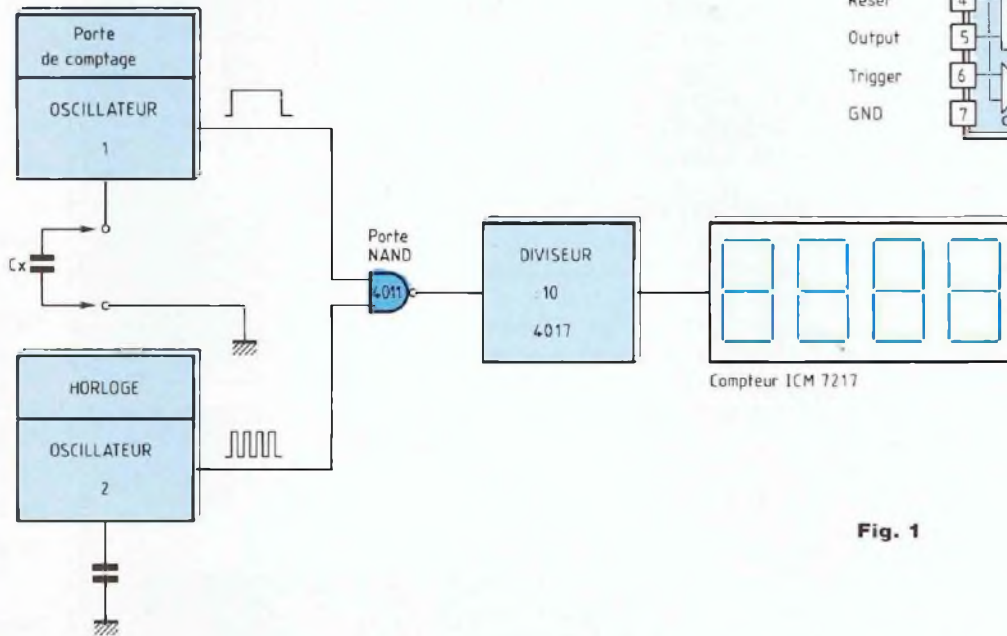 Porte
de comptage
OSCILLATEUR
1
Cx
HORLOGE
OSCILLATEUR
2
Porte
NAND
4011
DIVISEUR
:10
4017
Compteur ICM 7217
Reset
4
Output
5
Trigger
6
GND
7
Fig. 1